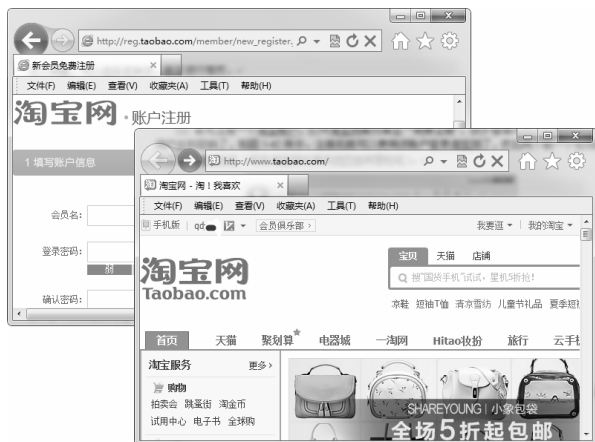 http://reg.taobao.com/member/new_register.
新会员免费注册
文件(F) 编辑(E) 查看(V) 收藏夹(A) 工具(T) 帮助(H)
淘宝网 · 账户注册
1 填写账户信息
会员名:
登录密码:
弱
确认密码:
http://www.taobao.com/
淘宝网 - 淘！我喜欢
文件(F) 编辑(E) 查看(V) 收藏夹(A) 工具(T) 帮助(H)
手机版 qd 会员俱乐部 › 我要逛 我的淘宝
宝贝 天猫 店铺
淘宝网
Taobao.com
搜"国货手机"试试，星机5折抢！
凉鞋 短袖T恤 清凉雪纺 儿童节礼品 夏季短袖
首页 天猫 聚划算 电器城 一淘网 Hitao妆扮 旅行 云手机
淘宝服务 更多 ›
购物
拍卖会 跳蚤街 淘金币
试用中心 电子书 全球购
SHAREYOUNG | 小象包袋
全场5折起包邮